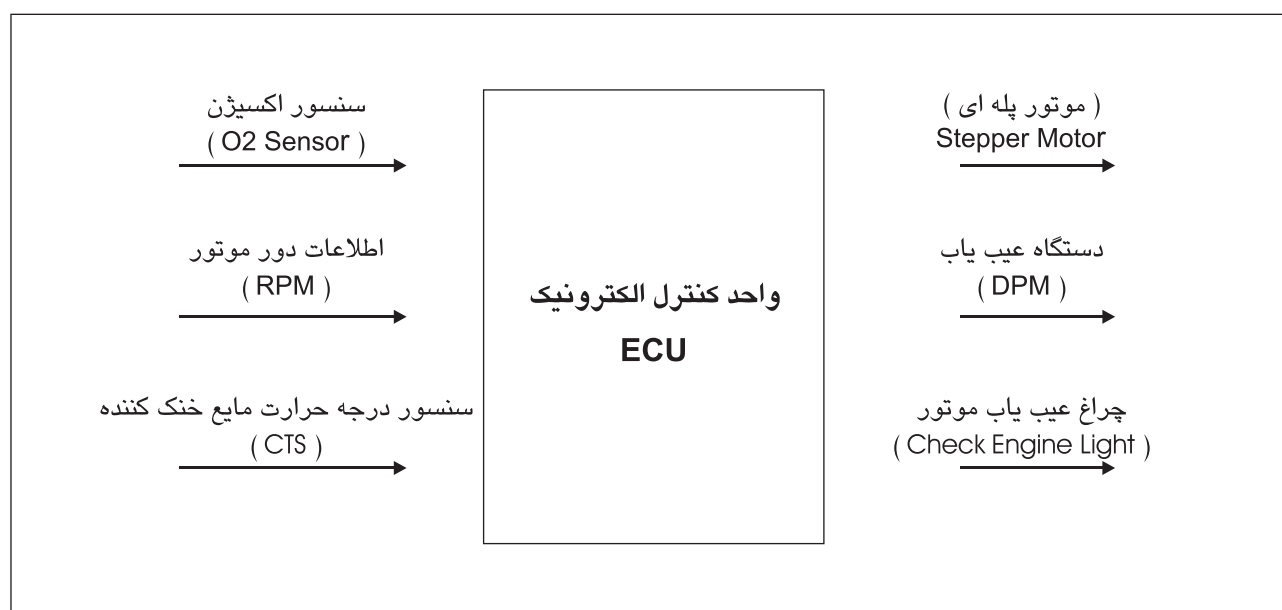 سنسور اکسیژن
( O2 Sensor )
اطلاعات دور موتور
( RPM )
سنسور درجه حرارت مایع خنک کننده
( CTS )
واحد کنترل الکترونیک
ECU
( موتور پله ای )
Stepper Motor
دستگاه عیب یاب
( DPM )
چراغ عیب یاب موتور
( Check Engine Light )